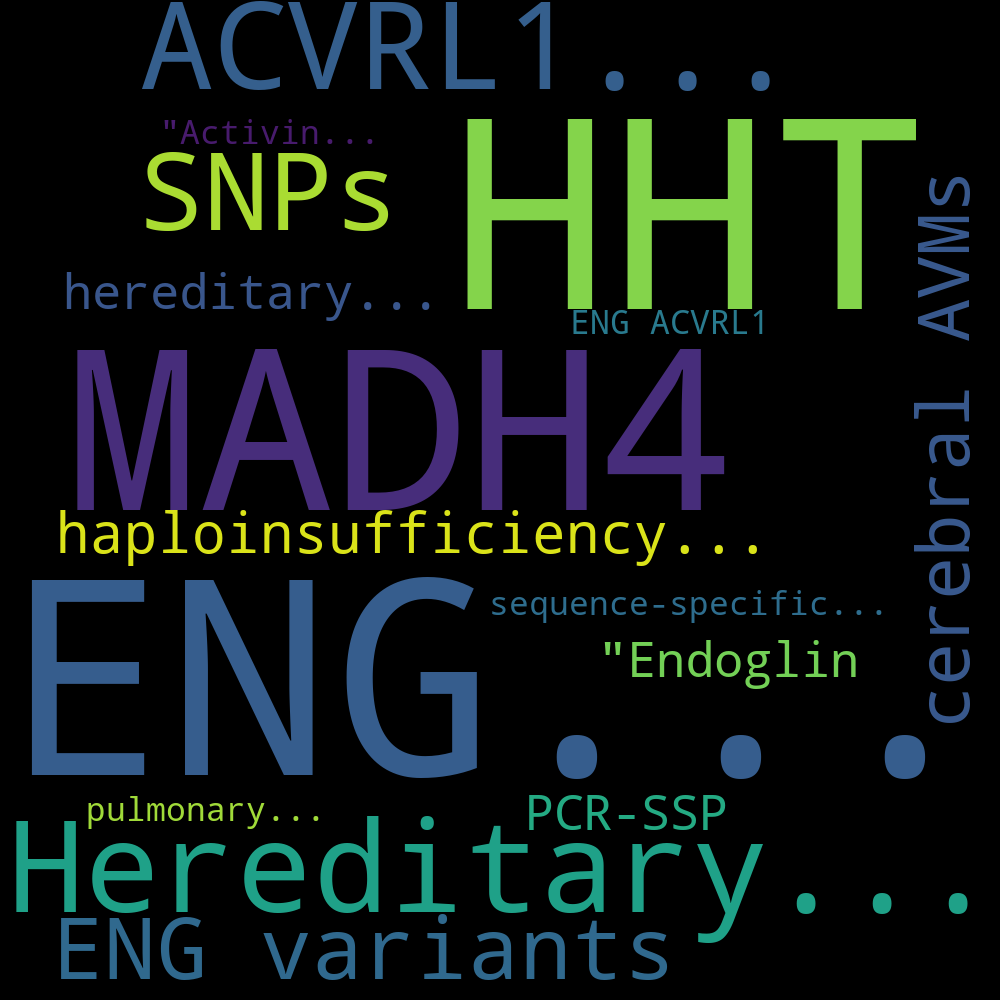 ACVRL1...
"Activin...
SNPs
HHT
hereditary...
ENG ACVRL1
cerebral AVMs
MADH4
haploinsufficiency...
ENG...
sequence-specific...
"Endoglin
pulmonary...
PCR-SSP
Hereditary...
ENG variants